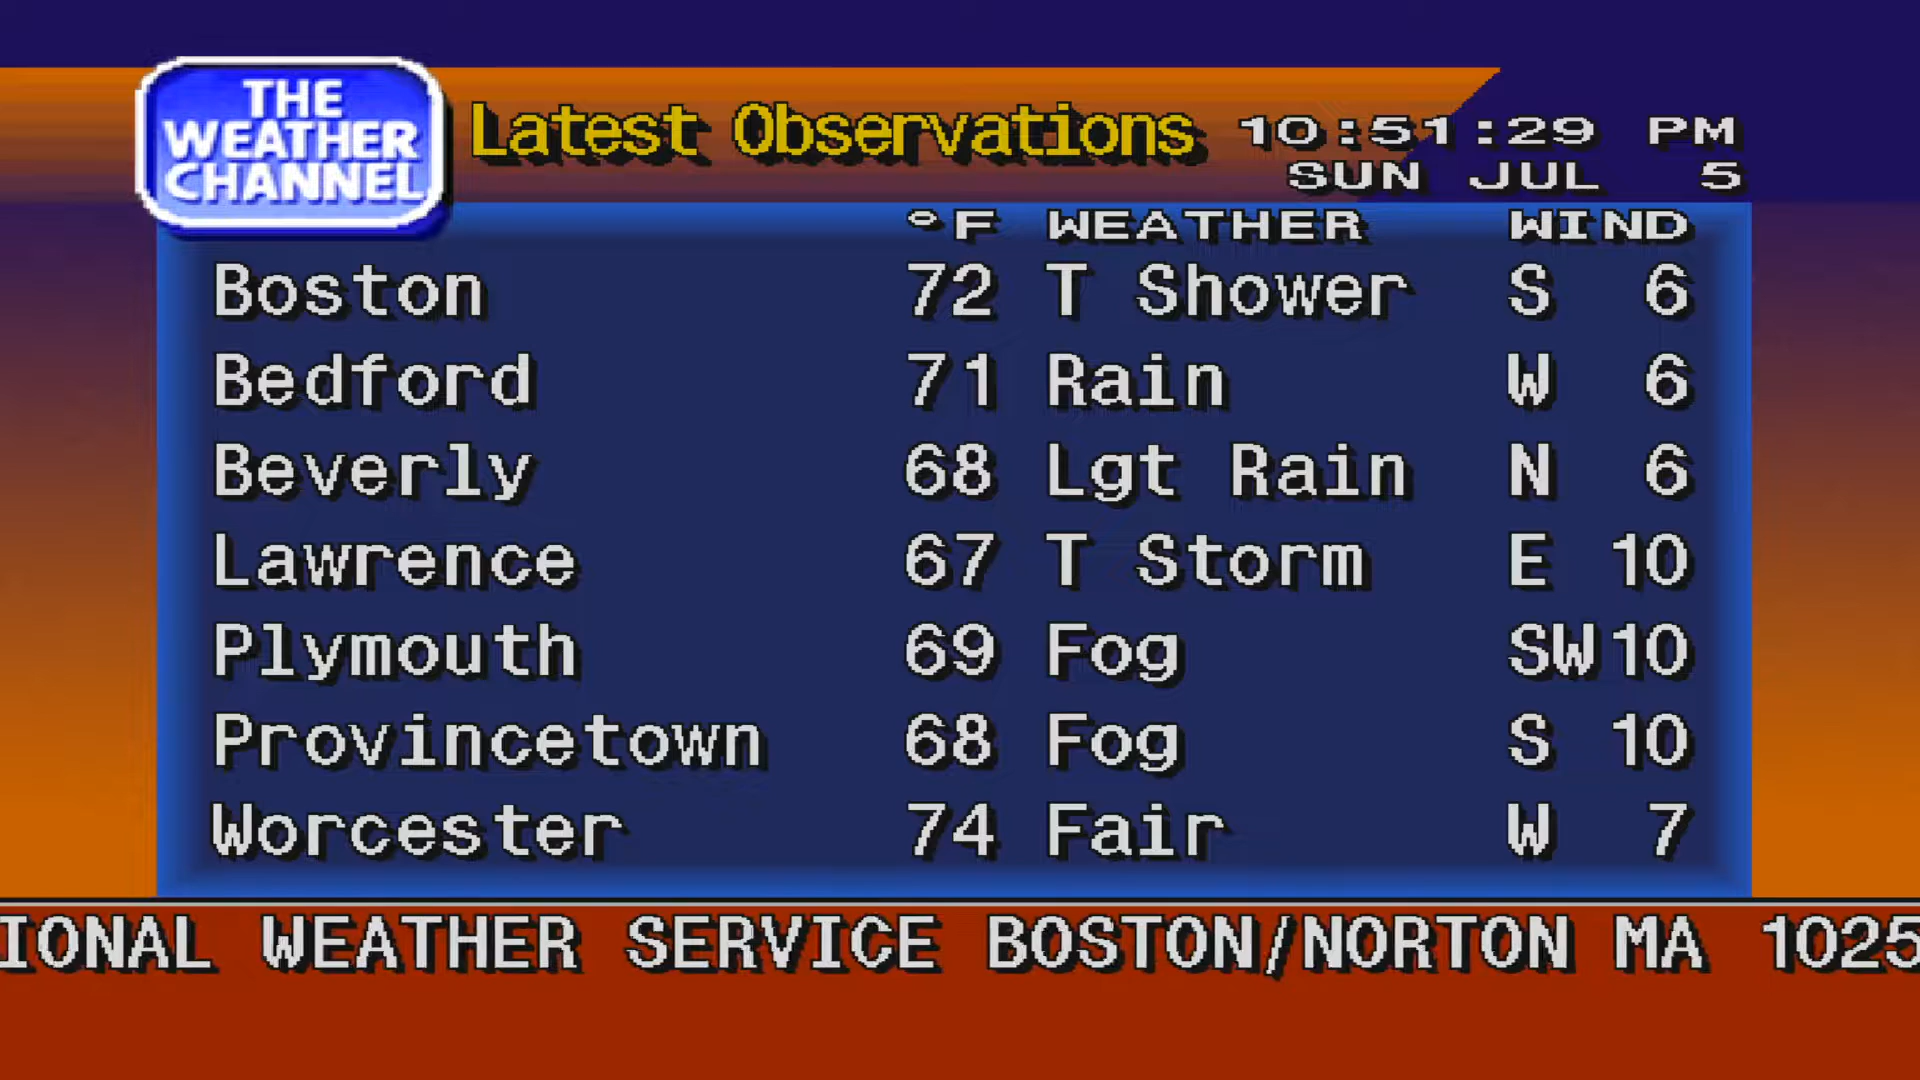 THE
WEATHER
CHANNEL
Latest Observations
10:51:29 PM
SUN JUL 5
°F WEATHER WIND
Boston 72 T Shower S 6
Bedford 71 Rain W 6
Beverly 68 Lgt Rain N 6
Lawrence 67 T Storm E 10
Plymouth 69 Fog SW 10
Provincetown 68 Fog S 10
Worcester 74 Fair W 7
IONAL WEATHER SERVICE BOSTON/NORTON MA 1025